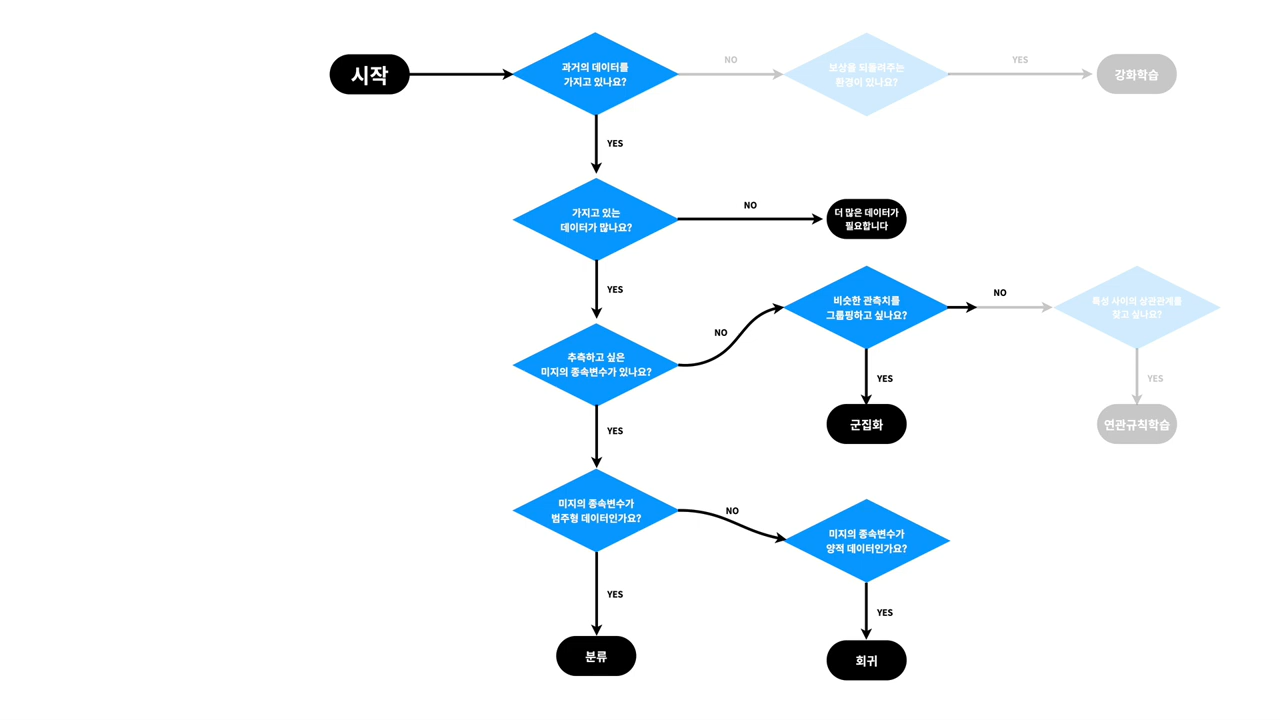 시작
과거의 데이터를
가지고 있나요?
NO
보상을 되돌려주는
환경이 있나요?
YES
강화학습
YES
가지고 있는
데이터가 많나요?
NO
더 많은 데이터가
필요합니다
YES
추측하고 싶은
미지의 종속변수가 있나요?
NO
비슷한 관측치를
그룹핑하고 싶나요?
NO
특성 사이의 상관관계를
찾고 싶나요?
YES
군집화
YES
연관규칙학습
YES
미지의 종속변수가
범주형 데이터인가요?
NO
미지의 종속변수가
양적 데이터인가요?
YES
분류
YES
회귀